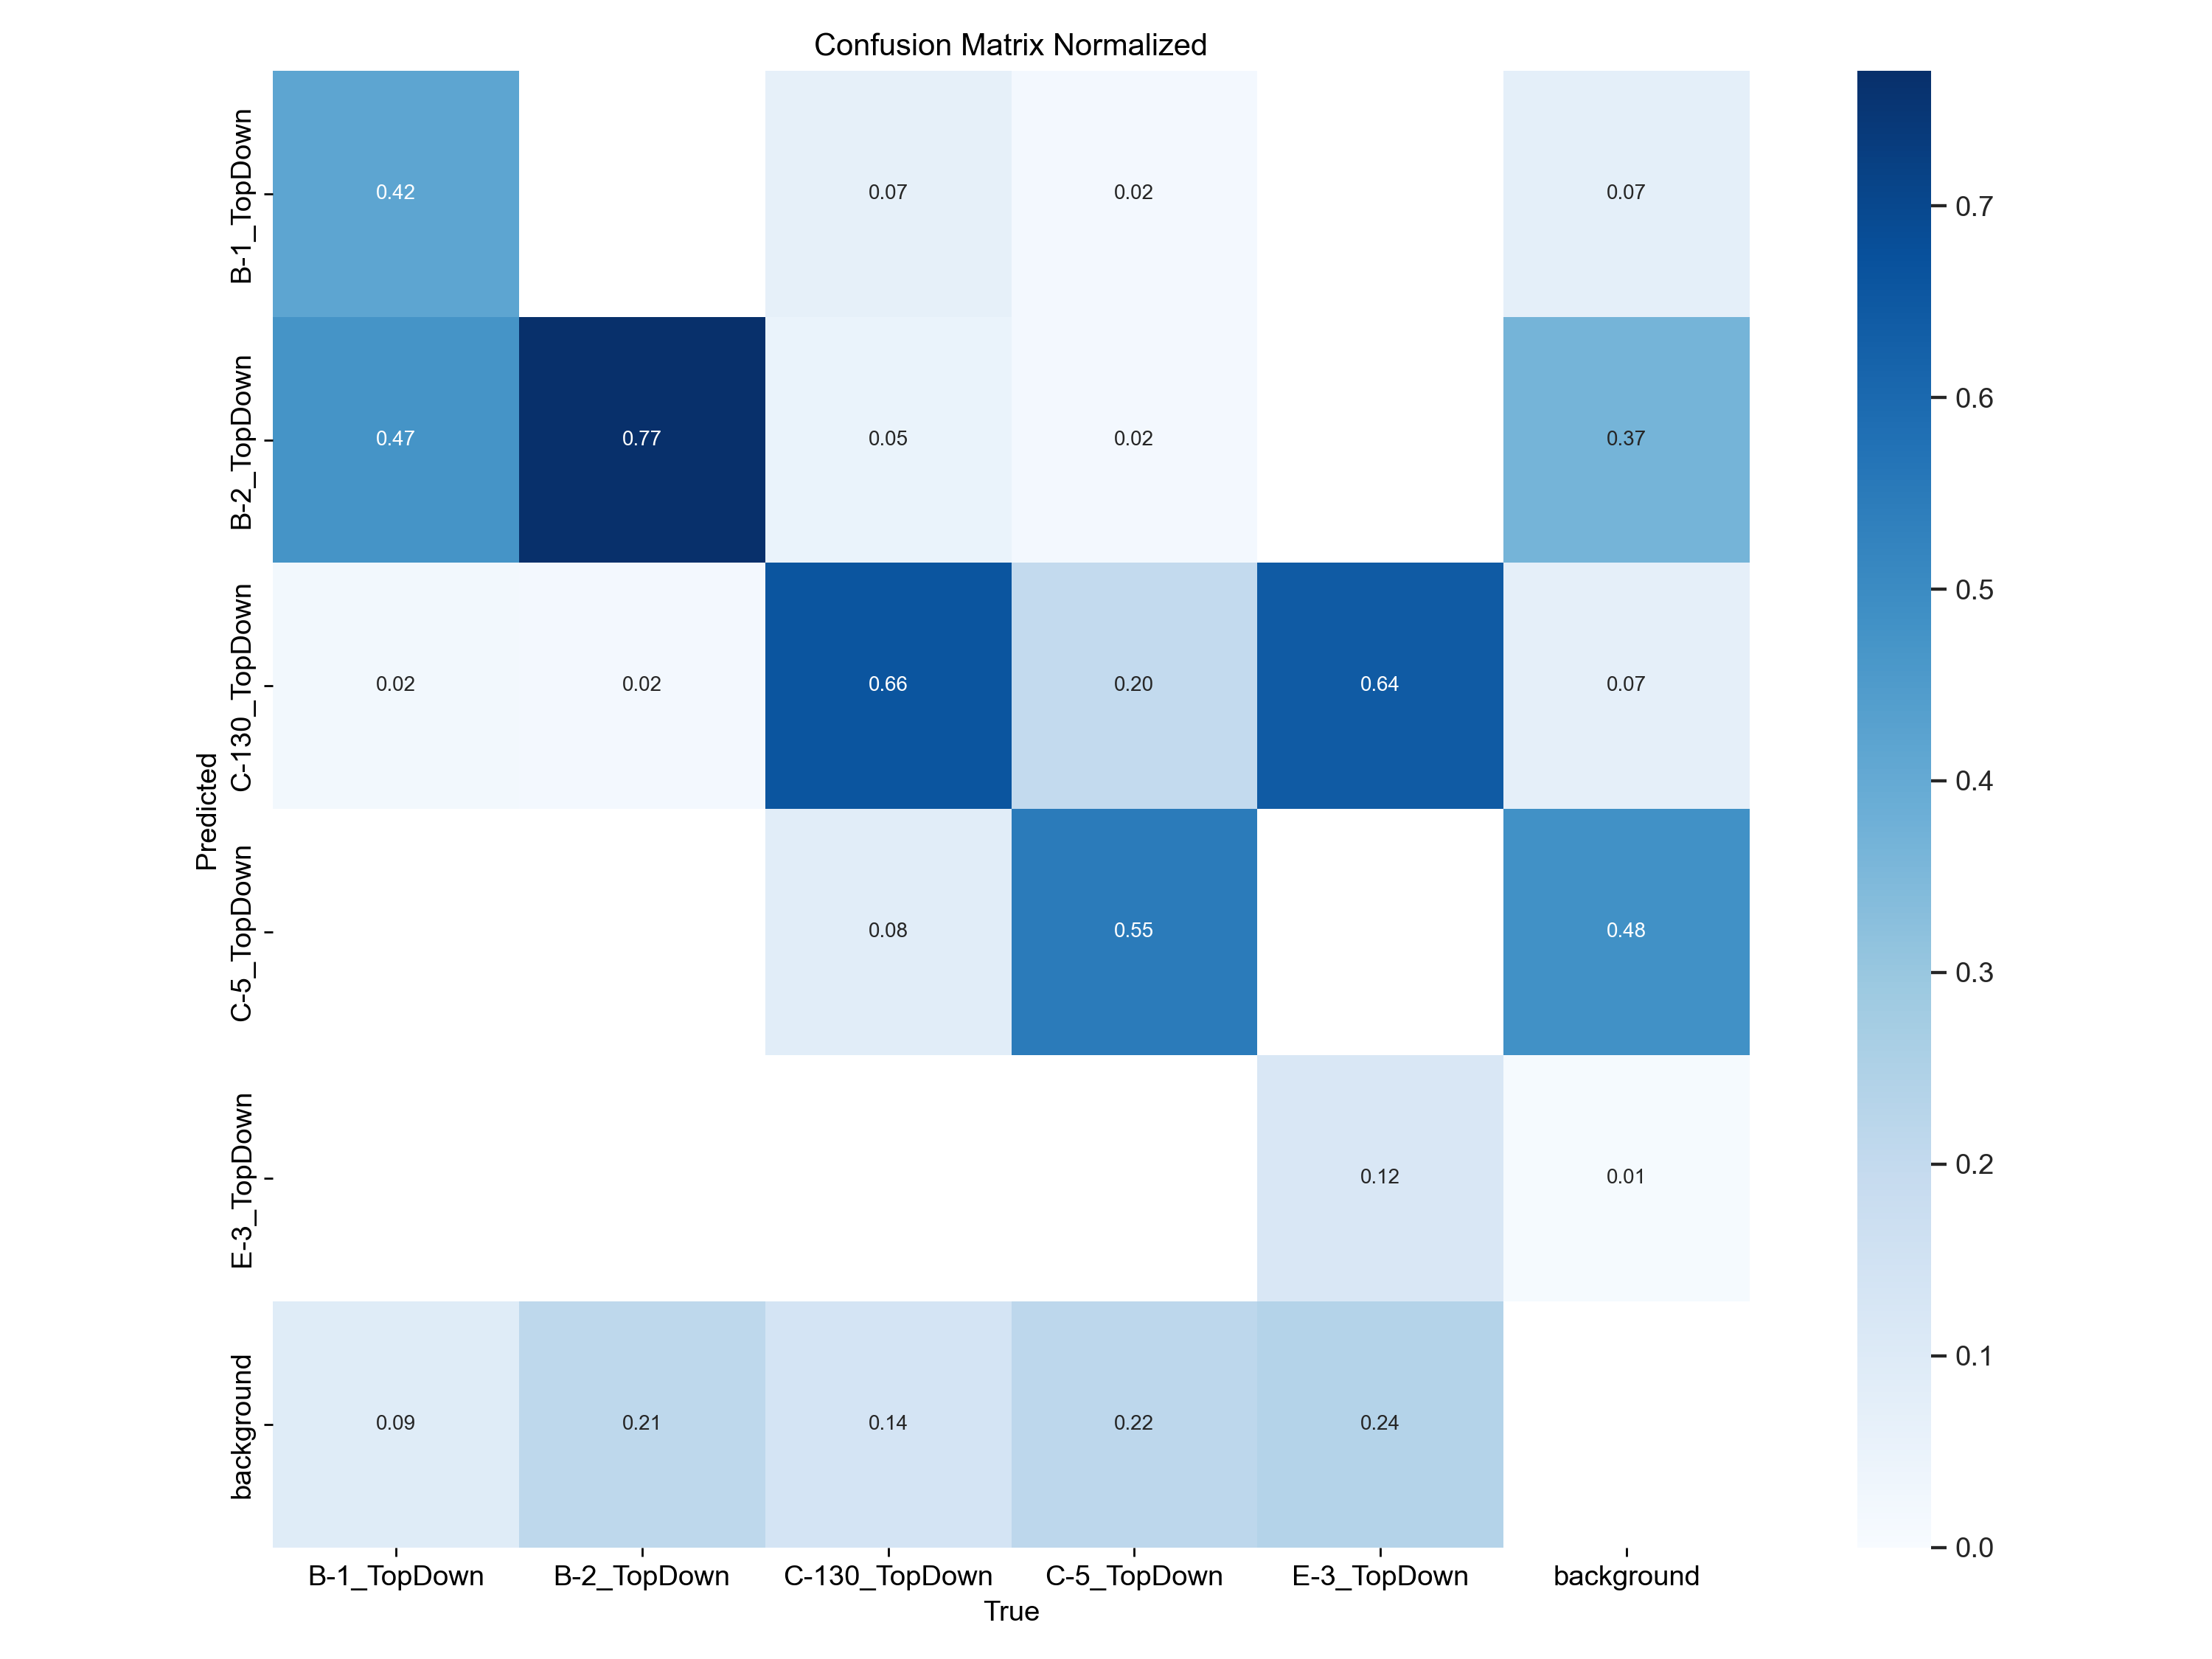 Confusion Matrix Normalized
B-1_TopDown
0.42
0.07
0.02
0.07
B-2_TopDown
0.47
0.77
0.05
0.02
0.37
C-130_TopDown
0.02
0.02
0.66
0.20
0.64
0.07
C-5_TopDown
0.08
0.55
0.48
E-3_TopDown
0.12
0.01
background
0.09
0.21
0.14
0.22
0.24
Predicted
B-1_TopDown
B-2_TopDown
C-130_TopDown
C-5_TopDown
E-3_TopDown
background
True
0.7
0.6
0.5
0.4
0.3
0.2
0.1
0.0